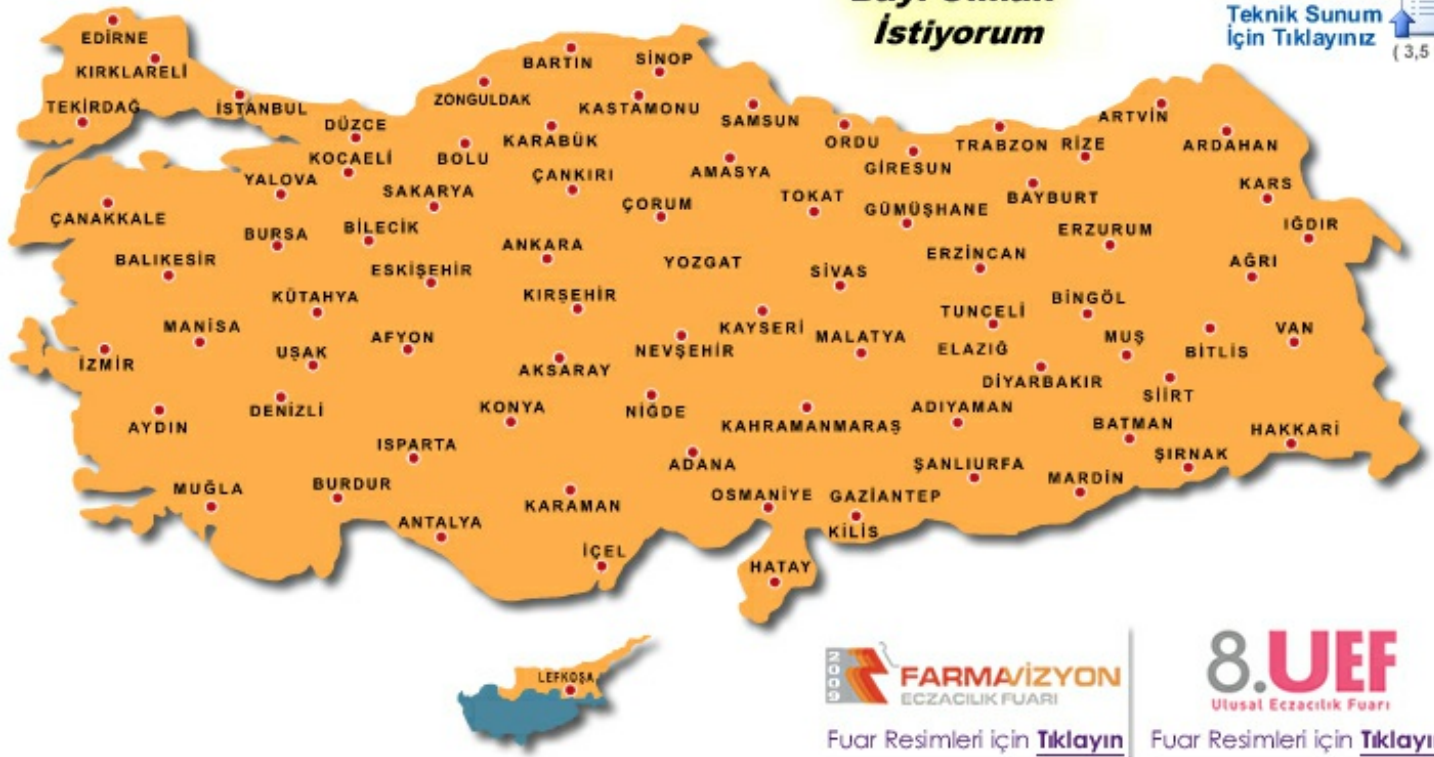 İstiyorum
Teknik Sunum
İçin Tıklayınız
( 3,5
EDİRNE
KIRKLARELİ
TEKİRDAĞ
İSTANBUL
BARTIN
SİNOP
ZONGULDAK
KASTAMONU
SAMSUN
DÜZCE
KARABÜK
ORDU
TRABZON
RİZE
ARTVİN
ARDAHAN
KOCAELİ
BOLU
GİRESUN
YALOVA
SAKARYA
ÇANKIRI
AMASYA
TOKAT
BAYBURT
KARS
ÇANAKKALE
ÇORUM
GÜMÜŞHANE
IĞDIR
BURSA
BİLECİK
ANKARA
ERZURUM
BALIKESİR
ESKİŞEHİR
YOZGAT
SİVAS
ERZİNCAN
AĞRI
KÜTAHYA
KIRŞEHİR
TUNCELİ
BİNGÖL
MANİSA
AFYON
KAYSERİ
MALATYA
MUŞ
VAN
İZMİR
UŞAK
AKSARAY
NEVŞEHİR
ELAZIĞ
BİTLİS
DİYARBAKIR
SİİRT
AYDIN
DENİZLİ
KONYA
NİĞDE
KAHRAMANMARAŞ
ADIYAMAN
BATMAN
HAKKARİ
ISPARTA
ADANA
ŞANLIURFA
MARDİN
ŞIRNAK
MUĞLA
BURDUR
KARAMAN
OSMANİYE
GAZİANTEP
ANTALYA
KİLİS
İÇEL
HATAY
LEFKOŞA
2009
FARMAVİZYON
ECZACILIK FUARI
Fuar Resimleri için Tıklayın
8.UEF
Ulusal Eczacılık Fuarı
Fuar Resimleri için Tıklayın